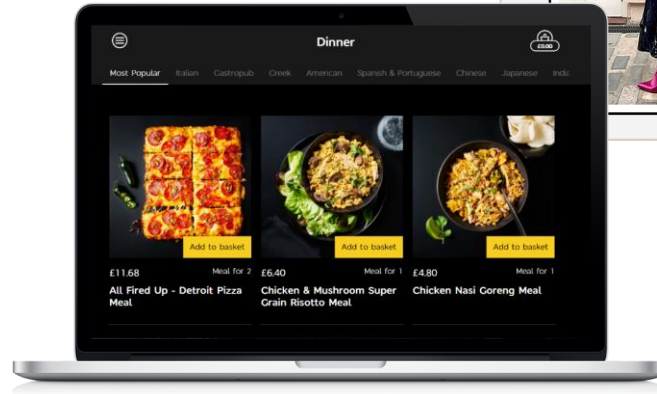 Dinner
£0.00
Most Popular Italian Gastropub Greek American Spanish & Portuguese Chinese Japanese India
Add to basket Add to basket Add to basket
£11.68 Meal for 2 £6.40 Meal for 1 £4.80 Meal for 1
All Fired Up - Detroit Pizza Meal
Chicken & Mushroom Super Grain Risotto Meal
Chicken Nasi Goreng Meal